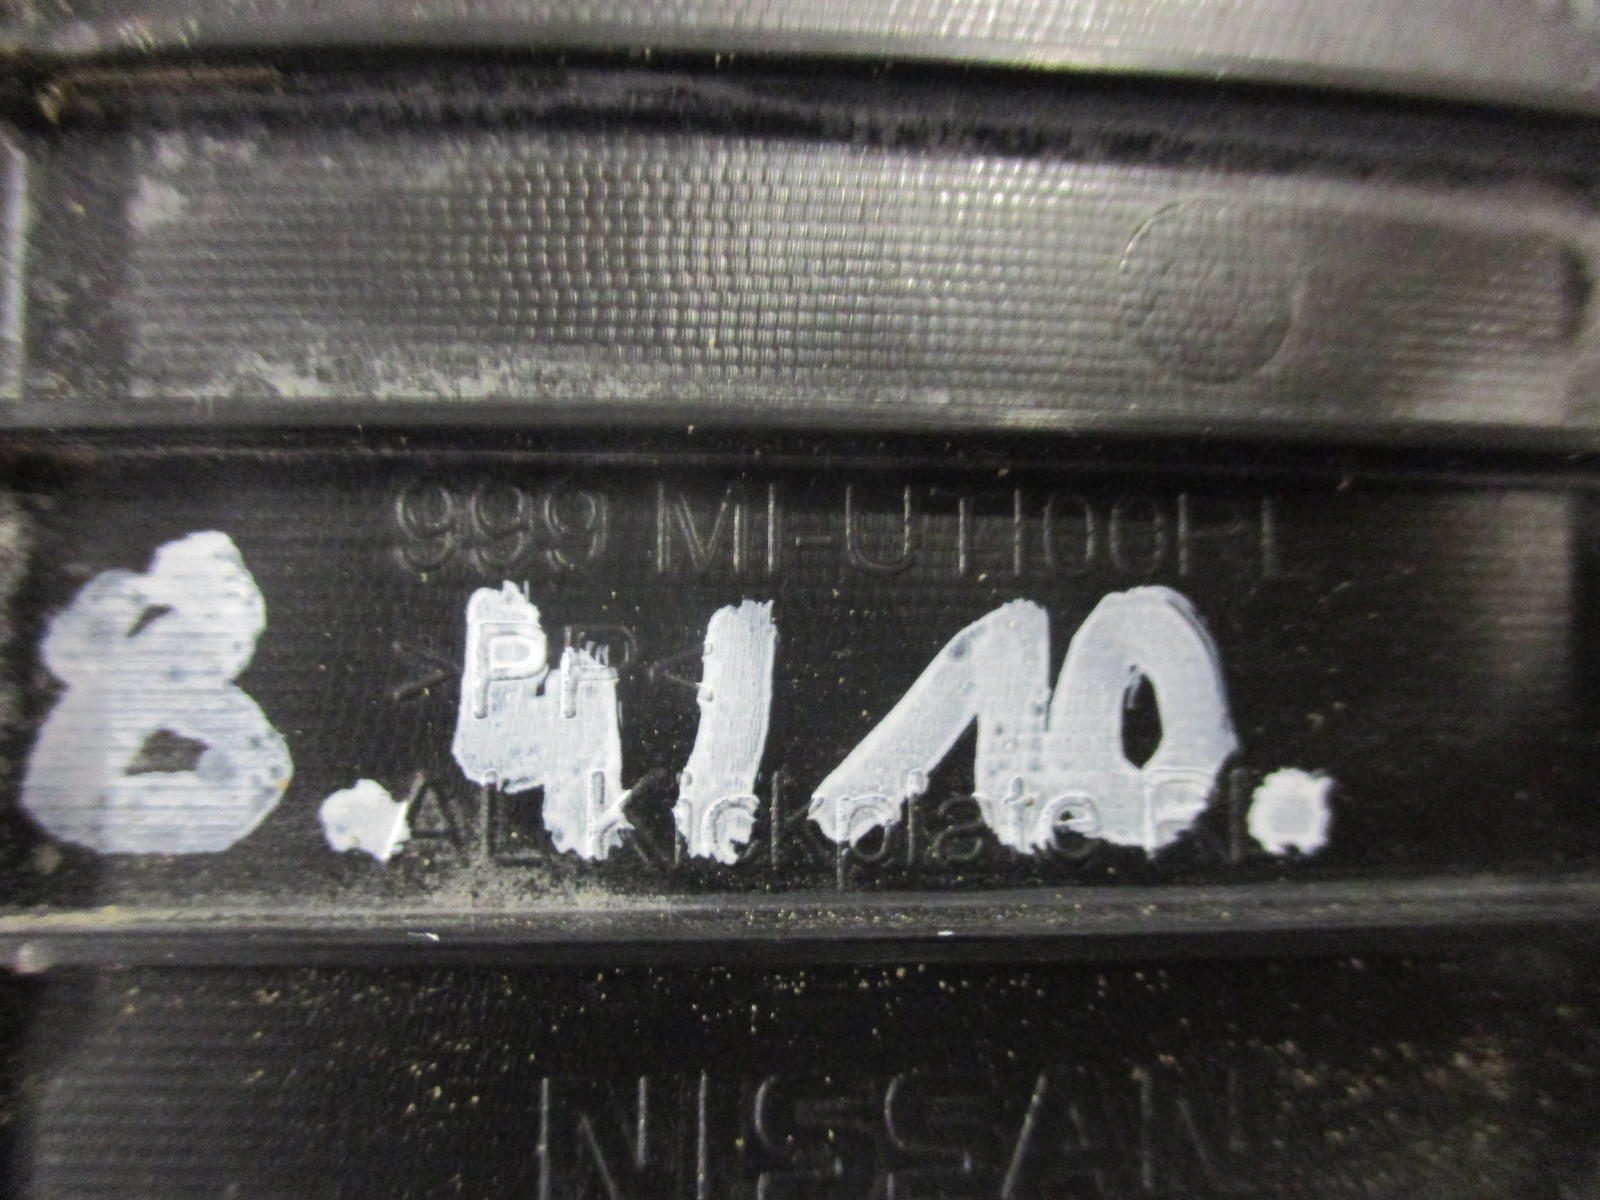 999 MI-UT100PL
8.4/10.
>PP<
AL Kickplate Rl
NISSAN